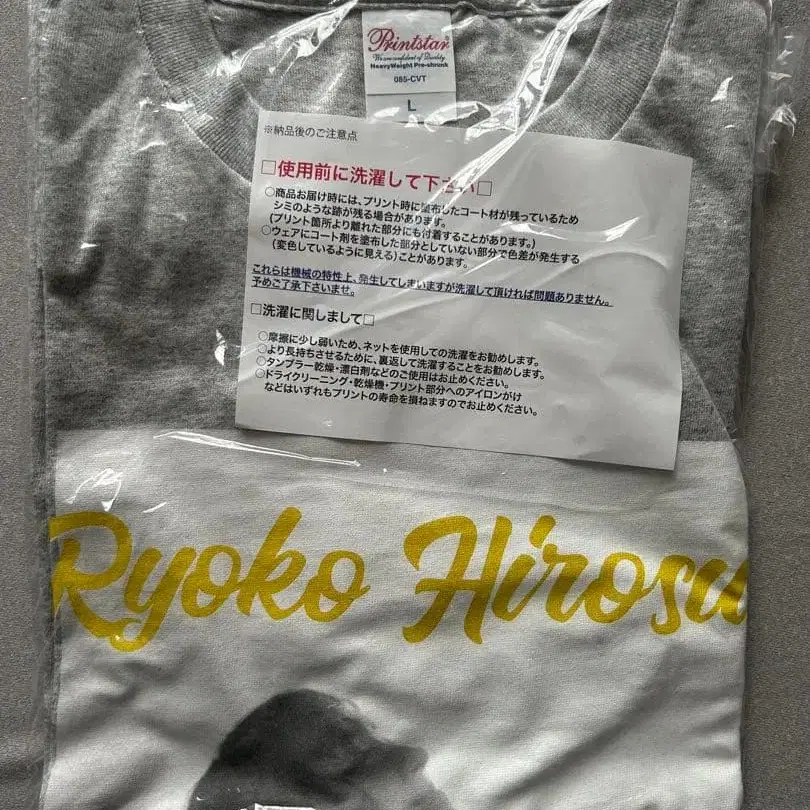 Printstar
We are confident of Quality
HeavyWeight Pre-shrunk
085-CVT
L
※納品後のご注意点
□使用前に洗濯して下さい□
○商品お届け時には、プリント時に塗布したコート材が残っているため
シミのような跡が残る場合があります。
(プリント箇所より離れた部分にも付着することがあります。)
○ウェアにコート剤を塗布した部分としていない部分で色差が発生する
(変色しているように見える)ことがあります。
これらは機械の特性上、発生してしまいますが洗濯して頂ければ問題ありません。
予めご了承下さいませ。
□洗濯に関しまして□
○摩擦に少し弱いため、ネットを使用しての洗濯をお勧めします。
○より長持ちさせるために、裏返して洗濯することをお勧めします。
○タンブラー乾燥・漂白剤などのご使用はお止めください。
○ドライクリーニング・乾燥機・プリント部分へのアイロンがけ
などはいずれもプリントの寿命を損ねますのでお止めください。
Ryoko Hirosu